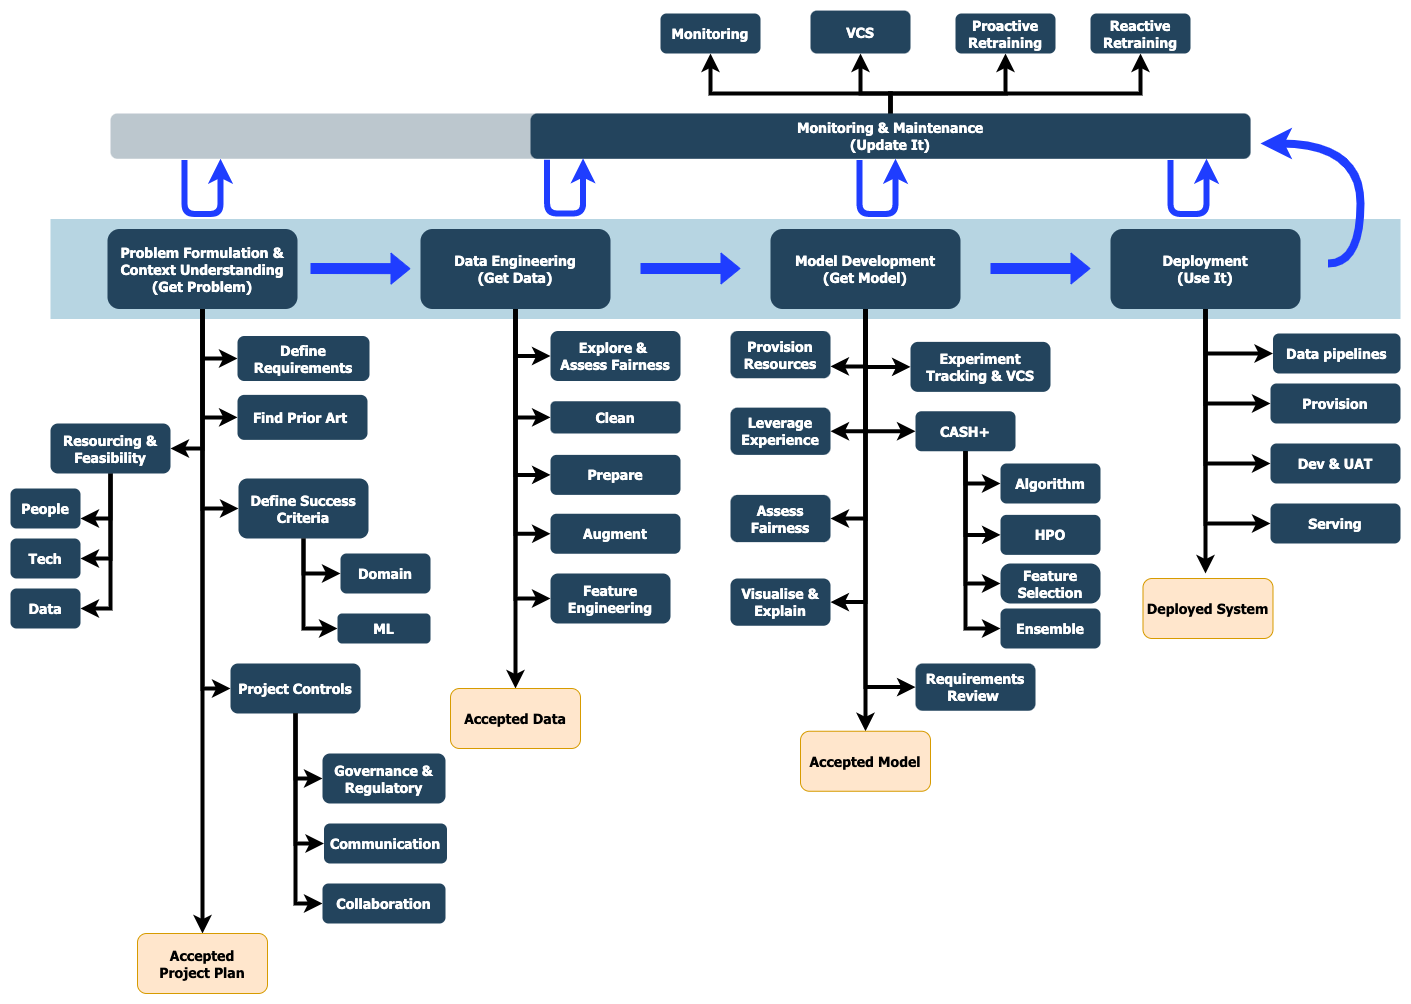 Monitoring
VCS
Proactive
Retraining
Reactive
Retraining
Monitoring & Maintenance
(Update It)
Problem Formulation &
Context Understanding
(Get Problem)
Data Engineering
(Get Data)
Model Development
(Get Model)
Deployment
(Use It)
Define
Requirements
Find Prior Art
Resourcing &
Feasibility
People
Tech
Data
Define Success
Criteria
Domain
ML
Project Controls
Governance &
Regulatory
Communication
Collaboration
Accepted
Project Plan
Explore &
Assess Fairness
Clean
Prepare
Augment
Feature
Engineering
Accepted Data
Provision
Resources
Experiment
Tracking & VCS
Leverage
Experience
CASH+
Algorithm
HPO
Feature
Selection
Ensemble
Assess
Fairness
Visualise &
Explain
Requirements
Review
Accepted Model
Data pipelines
Provision
Dev & UAT
Serving
Deployed System